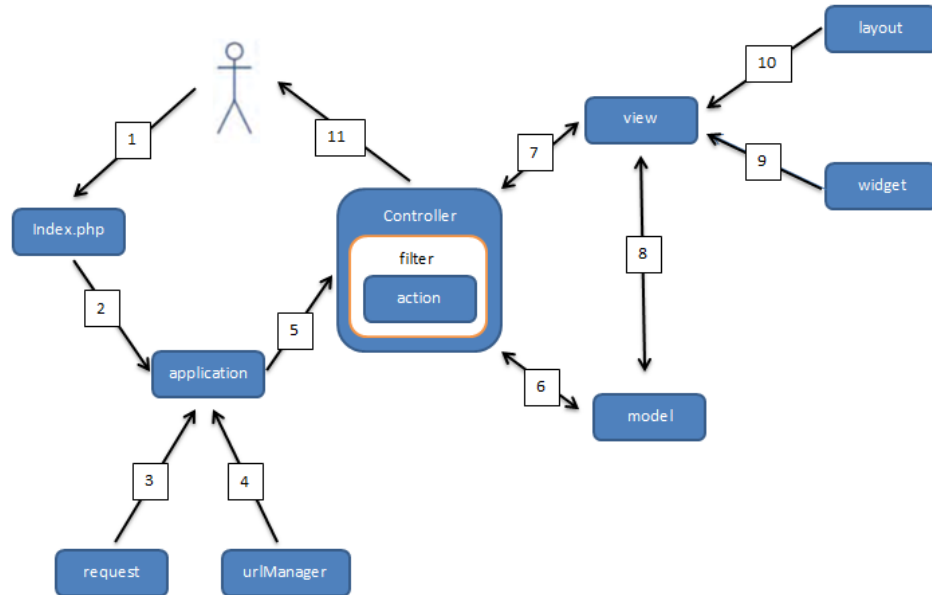 layout
10
view
1
11
7
9
widget
Index.php
Controller
filter
8
action
2
5
application
6
model
3
4
request
urlManager